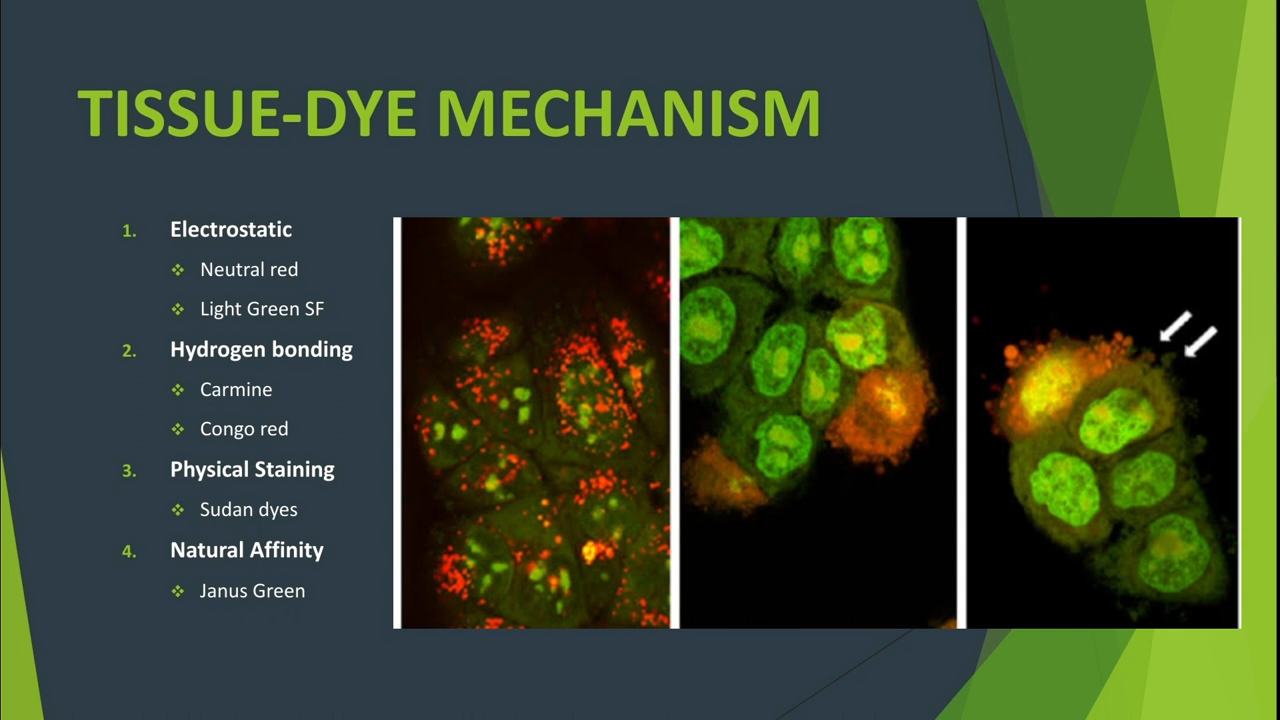 TISSUE-DYE MECHANISM
1. Electrostatic
❖ Neutral red
❖ Light Green SF
2. Hydrogen bonding
❖ Carmine
❖ Congo red
3. Physical Staining
❖ Sudan dyes
4. Natural Affinity
❖ Janus Green